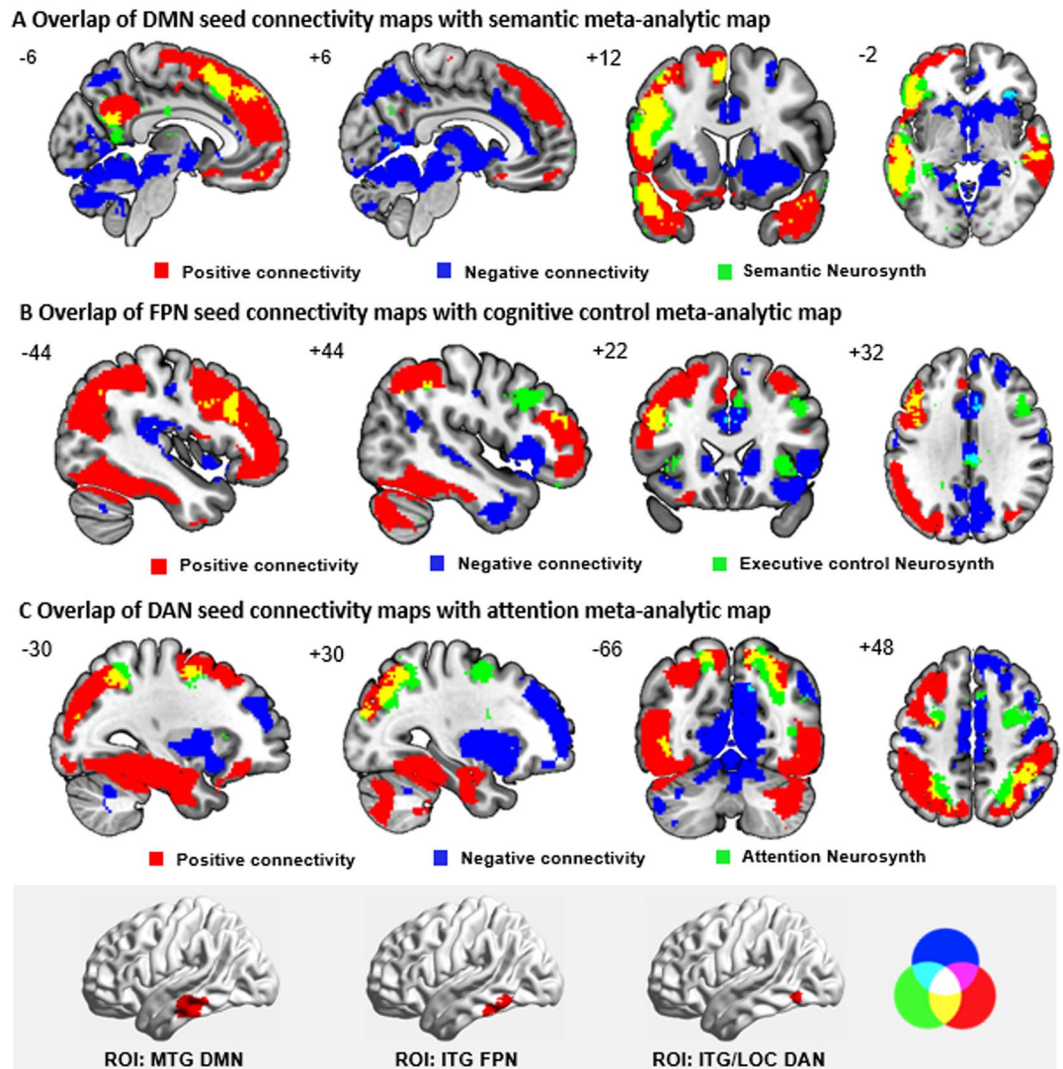 A Overlap of DMN seed connectivity maps with semantic meta-analytic map
-6 +6 +12 -2
Positive connectivity Negative connectivity Semantic Neurosynth
B Overlap of FPN seed connectivity maps with cognitive control meta-analytic map
-44 +44 +22 +32
Positive connectivity Negative connectivity Executive control Neurosynth
C Overlap of DAN seed connectivity maps with attention meta-analytic map
-30 +30 -66 +48
Positive connectivity Negative connectivity Attention Neurosynth
ROI: MTG DMN ROI: ITG FPN ROI: ITG/LOC DAN